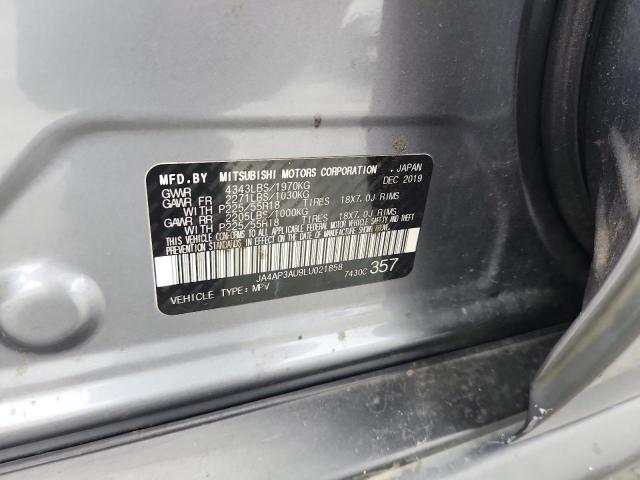 MFD.BY MITSUBISHI MOTORS CORPORATION, JAPAN
GVWR 4343LBS/1970KG DEC 2019
GAWR FR 2271LBS/1030KG
WITH P225/55R18 TIRES 18X7.0J RIMS
GAWR RR 2205LBS/1000KG
WITH P225/55R18 TIRES 18X7.0J RIMS
THIS VEHICLE CONFORMS TO ALL APPLICABLE FEDERAL MOTOR VEHICLE SAFETY, BUMPER AND THEFT
PREVENTION STANDARDS IN EFFECT ON THE DATE OF MANUFACTURE SHOWN ABOVE.
JA4AP3AU9LU021858 7430C 357
VEHICLE TYPE: MPV